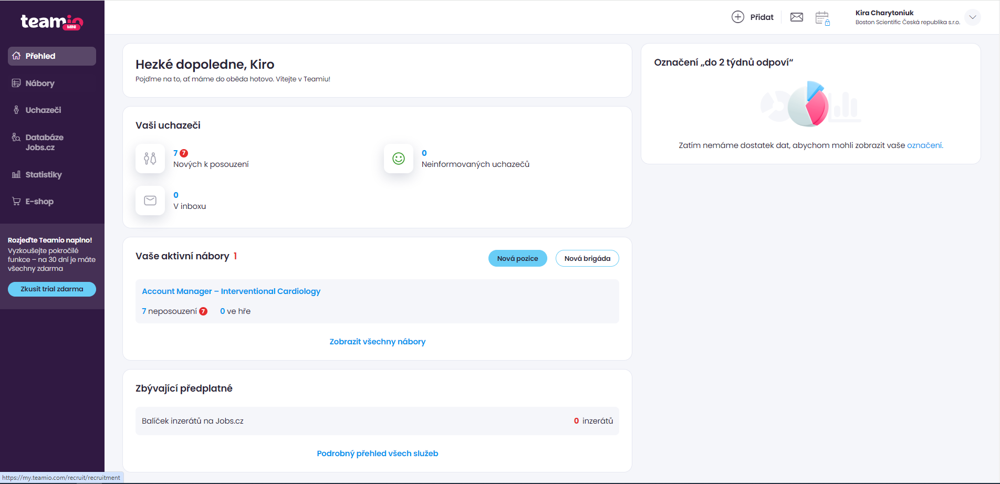 teamio
MINI
Přehled
Nábory
Uchazeči
Databáze
Jobs.cz
Statistiky
E-shop
Rozjeďte Teamio naplno!
Vyzkoušejte pokročilé
funkce – na 30 dní je máte
všechny zdarma
Zkusit trial zdarma
Přidat
Kira Charytoniuk
Boston Scientific Česká republika s.r.o.
Hezké dopoledne, Kiro
Pojďme na to, ať máme do oběda hotovo. Vítejte v Teamiu!
Vaši uchazeči
7 7
Nových k posouzení
0
Neinformovaných uchazečů
0
V inboxu
Vaše aktivní nábory 1
Nová pozice
Nová brigáda
Account Manager – Interventional Cardiology
7 neposouzení 7 0 ve hře
Zobrazit všechny nábory
Zbývající předplatné
Balíček inzerátů na Jobs.cz 0 inzerátů
Podrobný přehled všech služeb
Označení „do 2 týdnů odpoví“
Zatím nemáme dostatek dat, abychom mohli zobrazit vaše označení.
https://my.teamio.com/recruit/recruitment